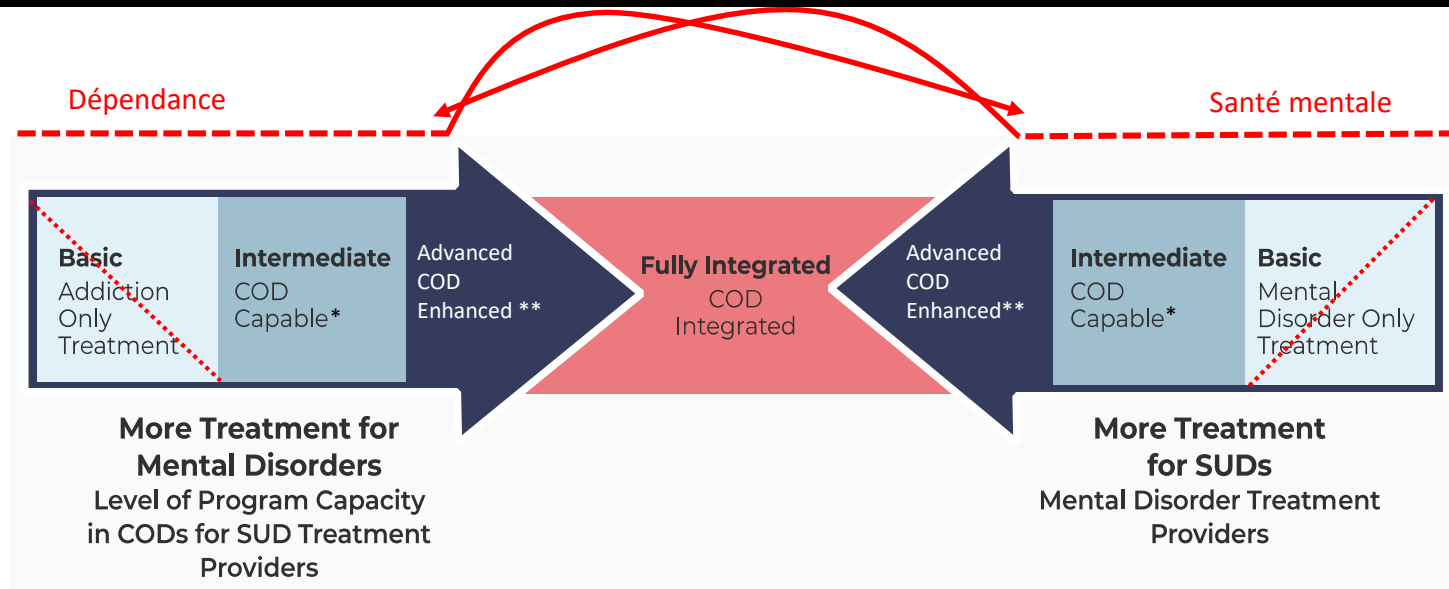 Dépendance
Santé mentale
Basic
Addiction
Only
Treatment
Intermediate
COD
Capable*
Advanced
COD
Enhanced **
Fully Integrated
COD
Integrated
Advanced
COD
Enhanced**
Intermediate
COD
Capable*
Basic
Mental
Disorder Only
Treatment
More Treatment for
Mental Disorders
Level of Program Capacity
in CODs for SUD Treatment
Providers
More Treatment
for SUDs
Mental Disorder Treatment
Providers